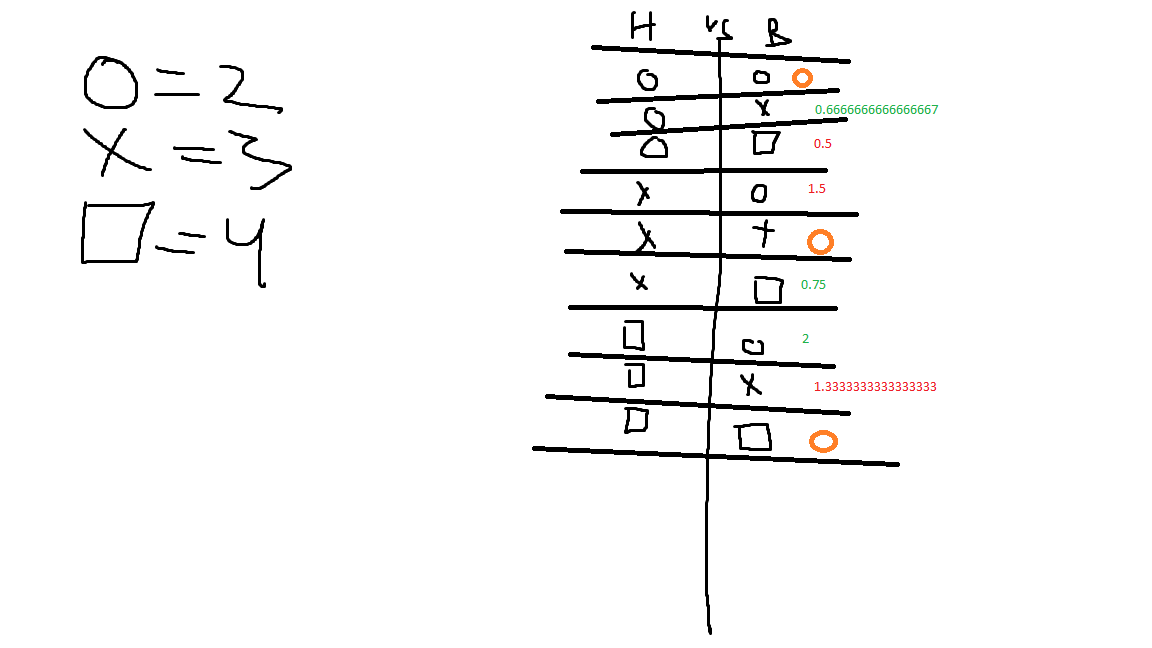 O = 2
X = 3
□ = 4
H vs B
O O O
O X 0.6666666666666667
O □ 0.5
X O 1.5
X + O
X □ 0.75
□ □ 2
□ X 1.3333333333333333
□ □ O